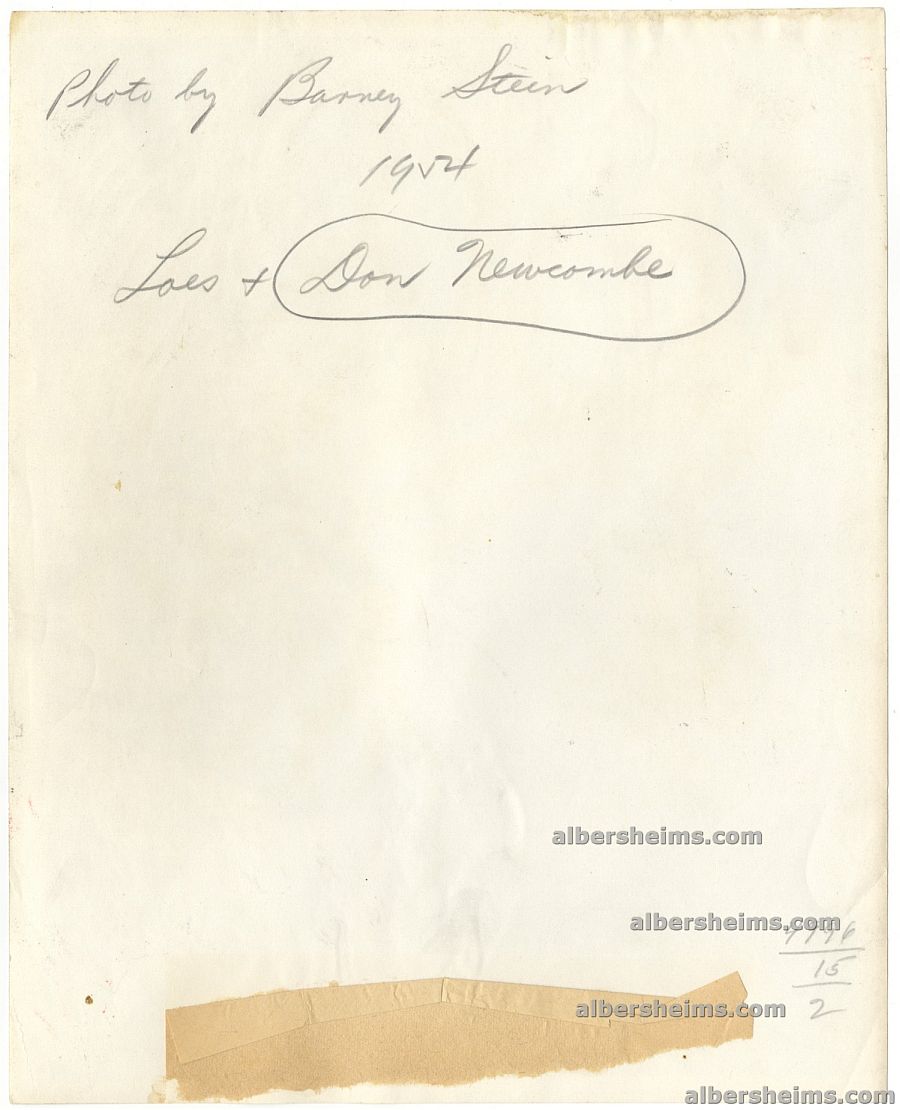 Photo by Barney Stein
1954
Loes + Don Newcombe
albersheims.com
albersheims.com
15
albersheims.com
2
albersheims.com